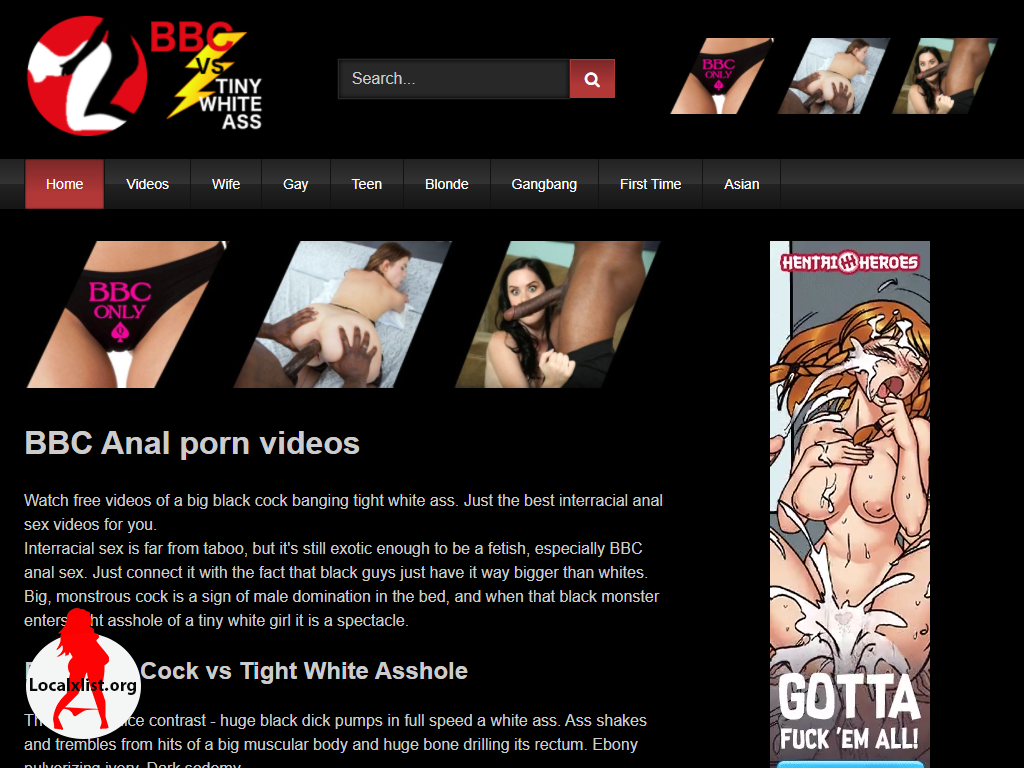 BBC
VS
TINY
WHITE
ASS
Search...
BBC
ONLY
Home Videos Wife Gay Teen Blonde Gangbang First Time Asian
BBC
ONLY
HENTAI HEROES
BBC Anal porn videos
Watch free videos of a big black cock banging tight white ass. Just the best interracial anal
sex videos for you.
Interracial sex is far from taboo, but it's still exotic enough to be a fetish, especially BBC
anal sex. Just connect it with the fact that black guys just have it way bigger than whites.
Big, monstrous cock is a sign of male domination in the bed, and when that black monster
enters asshole of a tiny white girl it is a spectacle.
Cock vs Tight White Asshole
Localxlist.org
contrast - huge black dick pumps in full speed a white ass. Ass shakes
and trembles from hits of a big muscular body and huge bone drilling its rectum. Ebony
pulverizing ivory. Dark sodomy.
GOTTA
FUCK 'EM ALL!